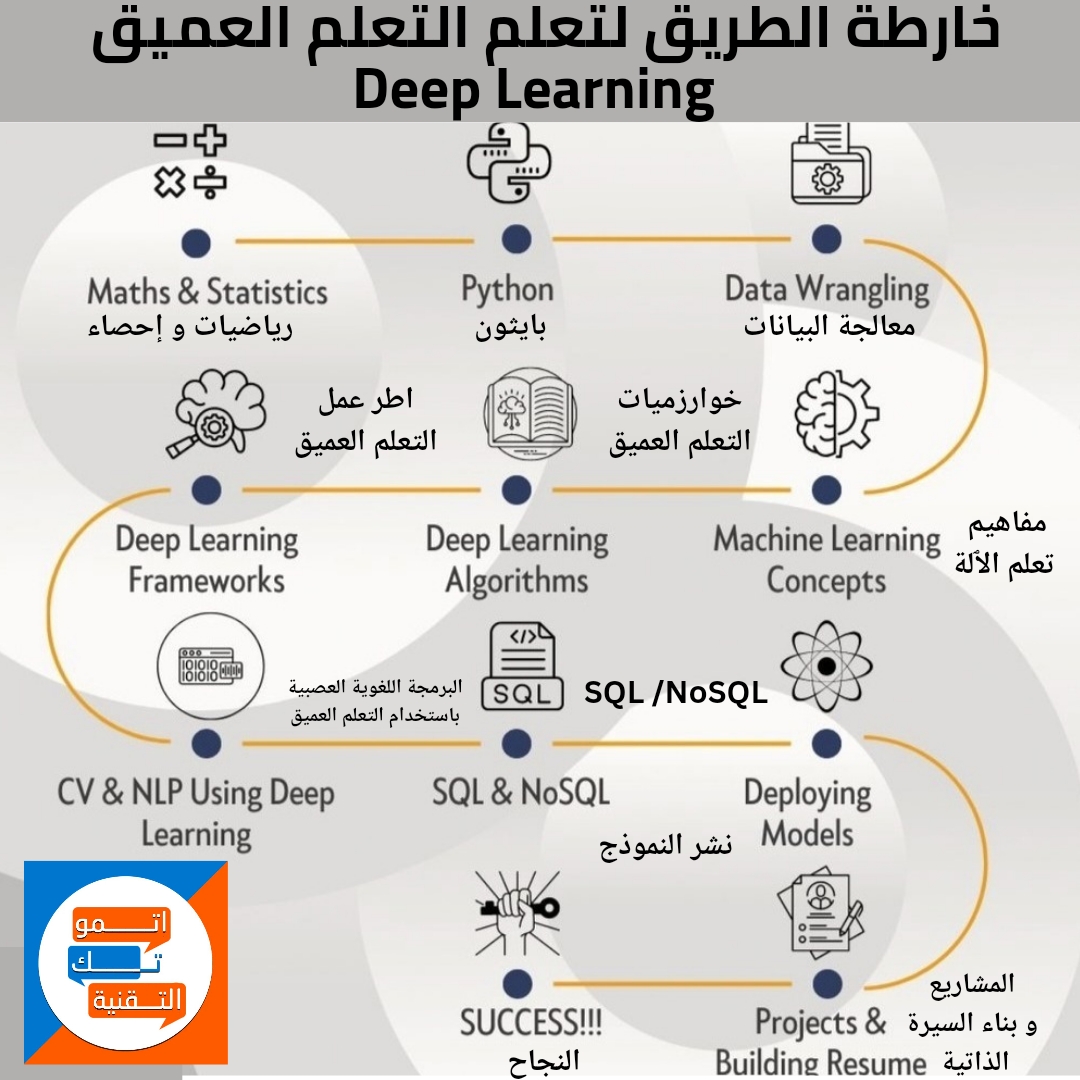 خارطة الطريق لتعلم التعلم العميق
Deep Learning
Maths & Statistics
رياضيات و إحصاء
Python
بايثون
Data Wrangling
معالجة البيانات
مفاهيم
تعلم الألة
Machine Learning
Concepts
خوارزميات
التعلم العميق
Deep Learning
Algorithms
اطر عمل
التعلم العميق
Deep Learning
Frameworks
البرمجة اللغوية العصبية
باستخدام التعلم العميق
CV & NLP Using Deep
Learning
</>
SQL
SQL /NoSQL
SQL & NoSQL
Deploying
Models
نشر النموذج
المشاريع
و بناء السيرة
الذاتية
Projects &
Building Resume
SUCCESS!!!
النجاح
اتـمو
تـك
التـقنية